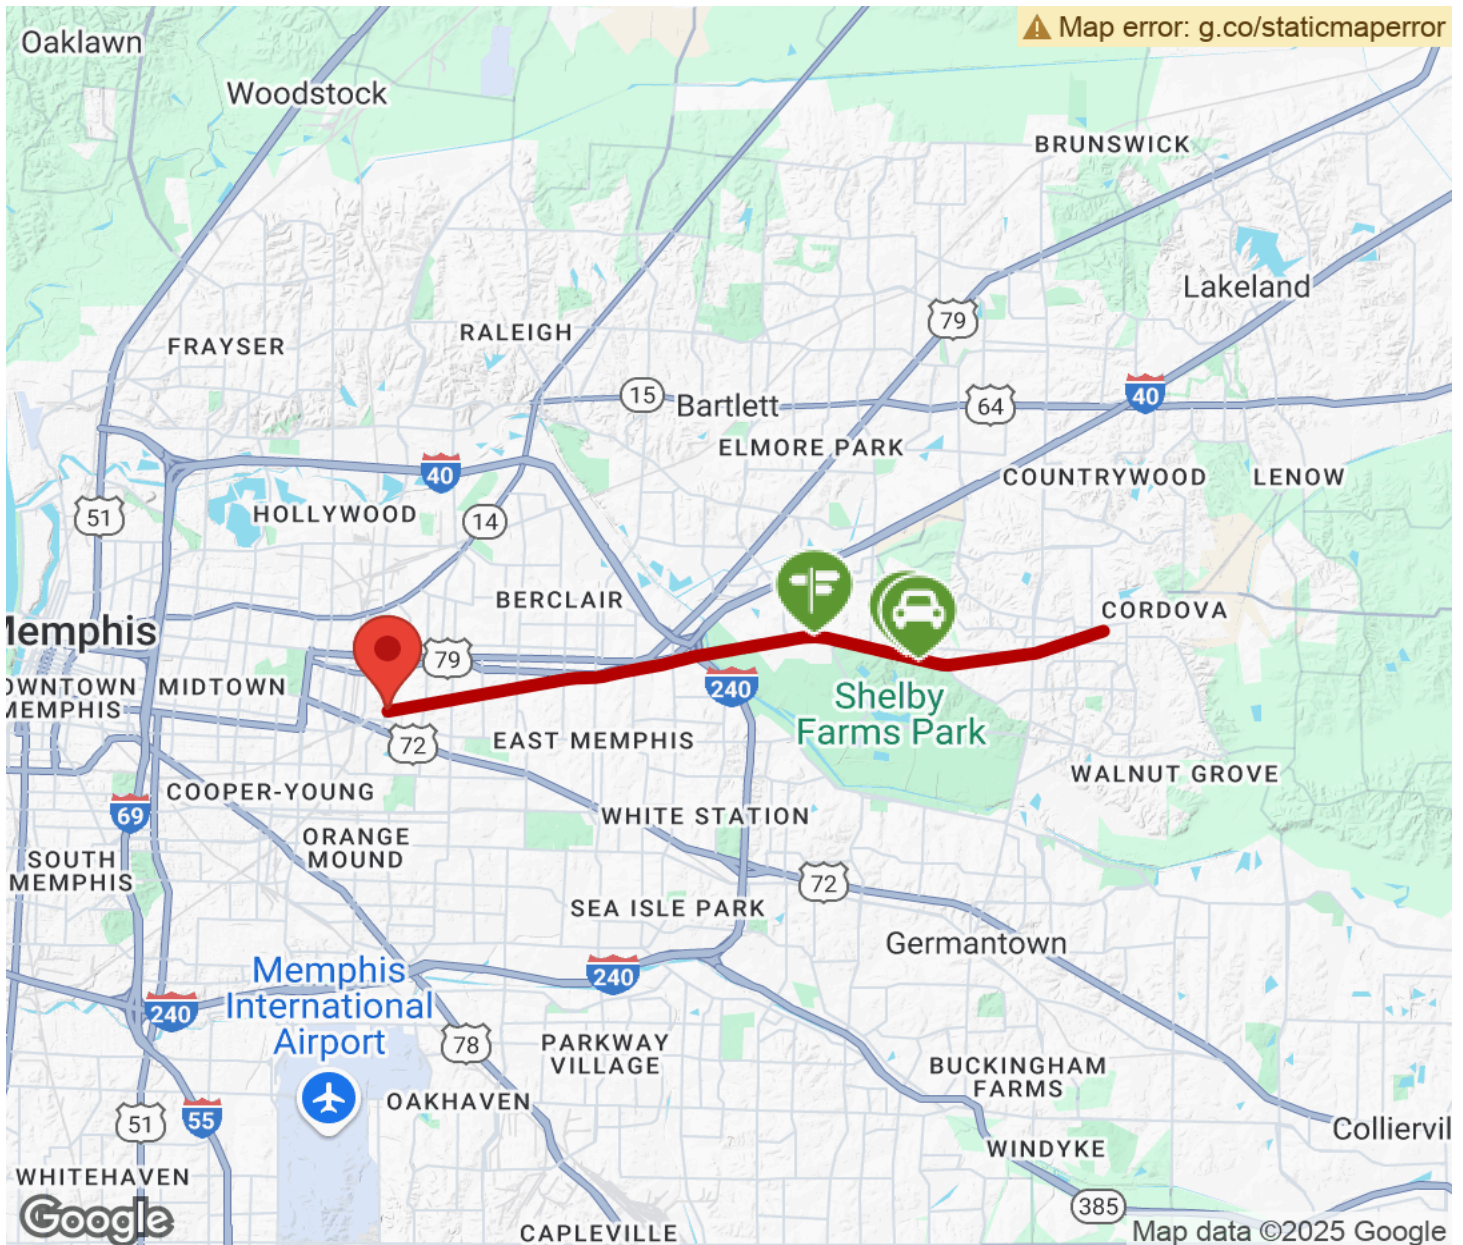 Map error: g.co/staticmaperror
Oaklawn
Woodstock
BRUNSWICK
Lakeland
79
RALEIGH
FRAYSER
15
Bartlett
64
40
ELMORE PARK
40
COUNTRYWOOD
LENOW
51
HOLLYWOOD
14
BERCLAIR
CORDOVA
Memphis
79
DOWNTOWN
MEMPHIS
MIDTOWN
240
Shelby
Farms Park
72
EAST MEMPHIS
WALNUT GROVE
COOPER-YOUNG
69
WHITE STATION
ORANGE
MOUND
SOUTH
MEMPHIS
72
SEA ISLE PARK
Germantown
Memphis
International
Airport
240
240
78
PARKWAY
VILLAGE
BUCKINGHAM
FARMS
OAKHAVEN
51
55
Colliervil
WINDYKE
WHITEHAVEN
385
Google
CAPLEVILLE
Map data ©2025 Google